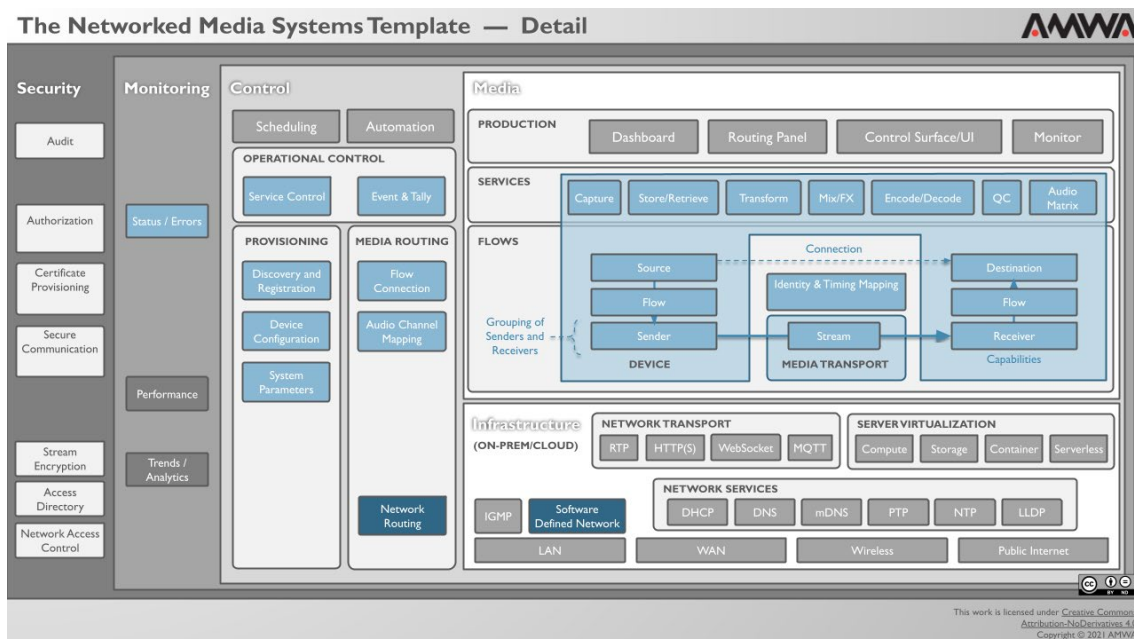 The Networked Media Systems Template — Detail
AMWA
Security
Audit
Authorization
Certificate
Provisioning
Secure
Communication
Stream
Encryption
Access
Directory
Network Access
Control
Monitoring
Status / Errors
Performance
Trends /
Analytics
Control
Scheduling
Automation
OPERATIONAL CONTROL
Service Control
Event & Tally
PROVISIONING
Discovery and
Registration
Device
Configuration
System
Parameters
MEDIA ROUTING
Flow
Connection
Audio Channel
Mapping
Network
Routing
Media
PRODUCTION
Dashboard
Routing Panel
Control Surface/UI
Monitor
SERVICES
Capture
Store/Retrieve
Transform
Mix/FX
Encode/Decode
QC
Audio
Matrix
FLOWS
Connection
Source
Flow
Sender
Grouping of
Senders and
Receivers
DEVICE
Identity & Timing Mapping
Stream
MEDIA TRANSPORT
Destination
Flow
Receiver
Capabilities
Infrastructure
(ON-PREM/CLOUD)
NETWORK TRANSPORT
RTP
HTTP(S)
WebSocket
MQTT
SERVER VIRTUALIZATION
Compute
Storage
Container
Serverless
IGMP
Software
Defined Network
NETWORK SERVICES
DHCP
DNS
mDNS
PTP
NTP
LLDP
LAN
WAN
Wireless
Public Internet
CC
BY ND
This work is licensed under Creative Common
Attribution-NoDerivatives 4.0
Copyright © 2021 AMWA